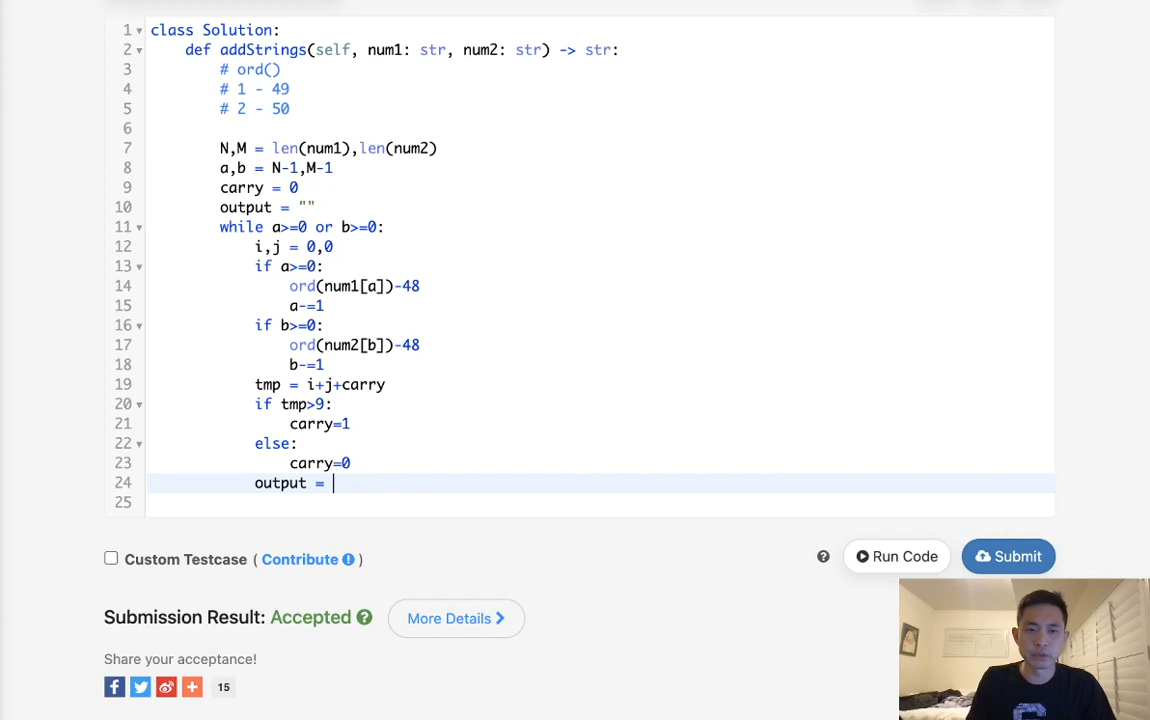 1 class Solution:
2 def addStrings(self, num1: str, num2: str) -> str:
3 # ord()
4 # 1 - 49
5 # 2 - 50
6
7 N,M = len(num1),len(num2)
8 a,b = N-1,M-1
9 carry = 0
10 output = ""
11 while a>=0 or b>=0:
12 i,j = 0,0
13 if a>=0:
14 ord(num1[a])-48
15 a-=1
16 if b>=0:
17 ord(num2[b])-48
18 b-=1
19 tmp = i+j+carry
20 if tmp>9:
21 carry=1
22 else:
23 carry=0
24 output =
25
Custom Testcase ( Contribute )
? Run Code Submit
Submission Result: Accepted ? More Details
Share your acceptance!
15